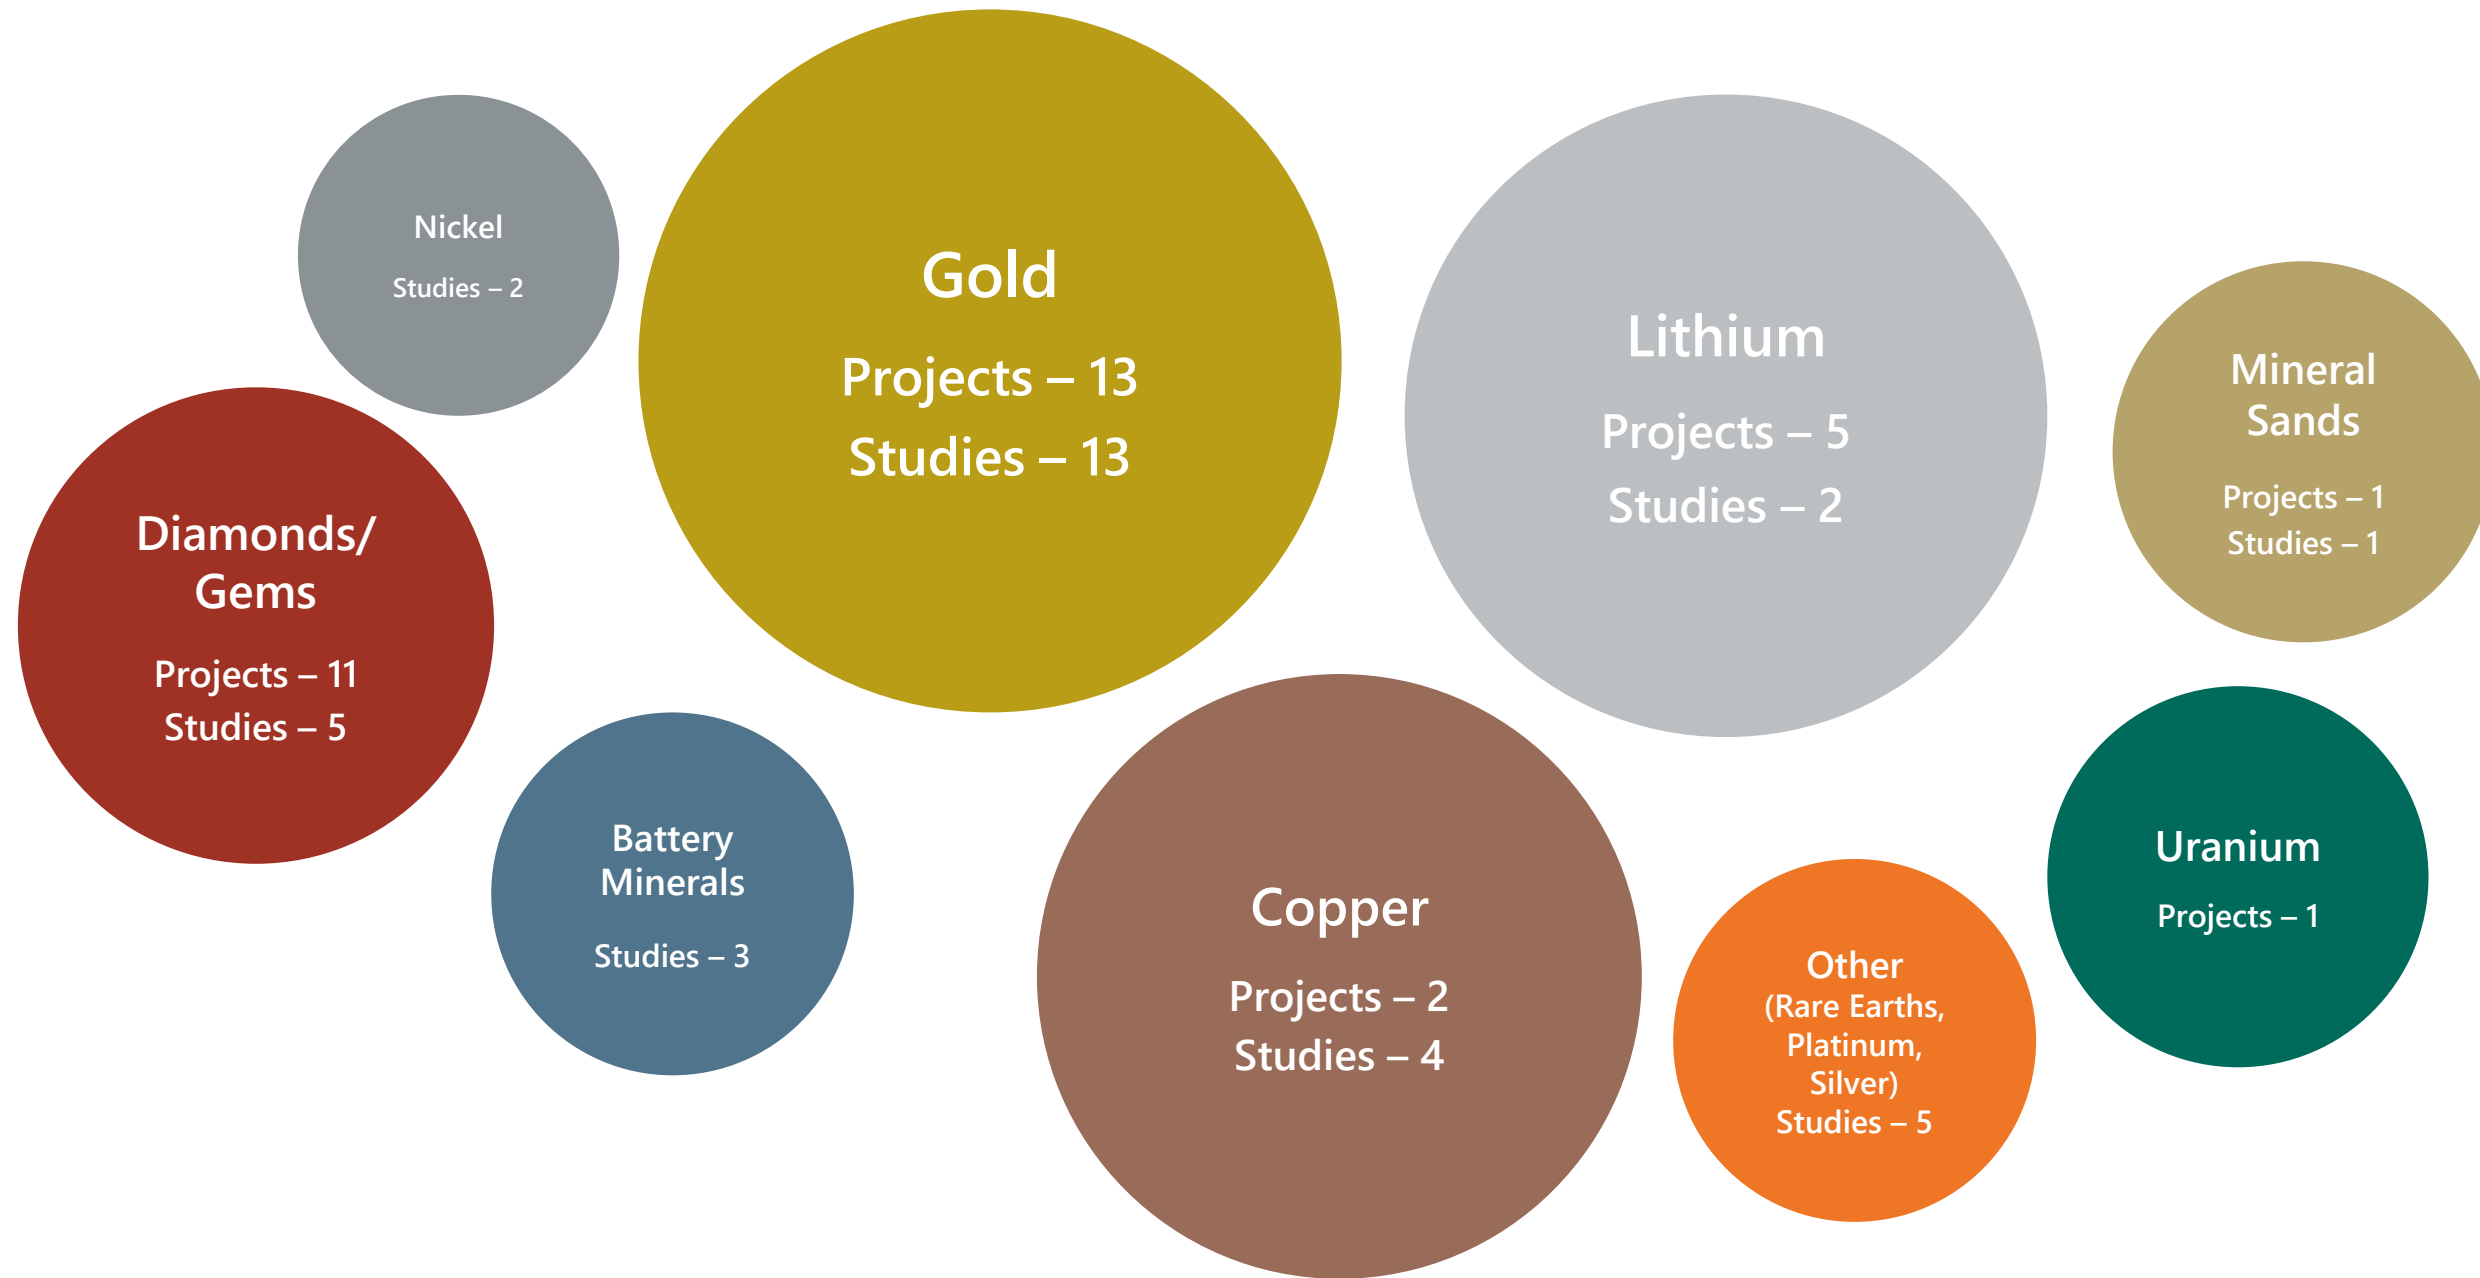 Nickel
Studies – 2
Gold
Projects – 13
Studies – 13
Lithium
Projects – 5
Studies – 2
Mineral
Sands
Projects – 1
Studies – 1
Diamonds/
Gems
Projects – 11
Studies – 5
Battery
Minerals
Studies – 3
Copper
Projects – 2
Studies – 4
Other
(Rare Earths,
Platinum,
Silver)
Studies – 5
Uranium
Projects – 1